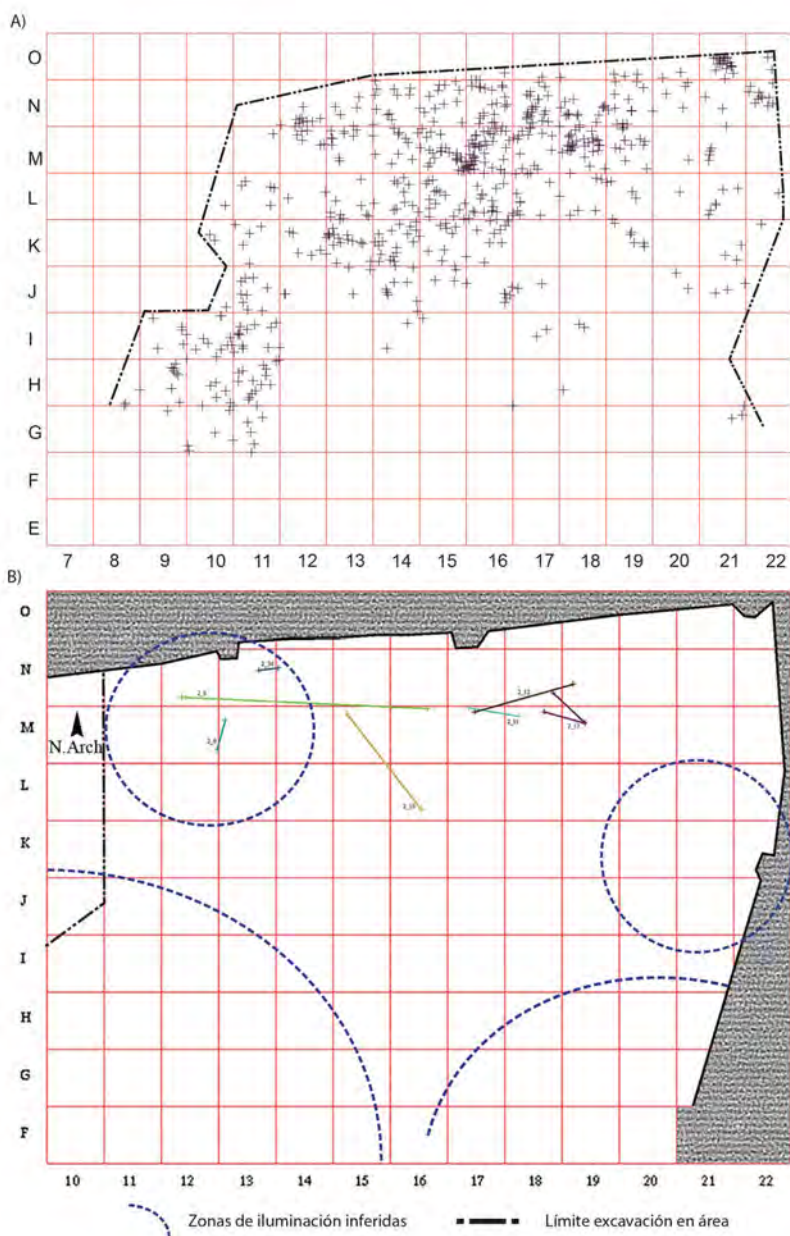 A)
O
N
M
L
K
J
I
H
G
F
E
7 8 9 10 11 12 13 14 15 16 17 18 19 20 21 22
B)
O
N
M
L
K
J
I
H
G
F
N.Arch
10 11 12 13 14 15 16 17 18 19 20 21 22
Zonas de iluminación inferidas
Límite excavación en área